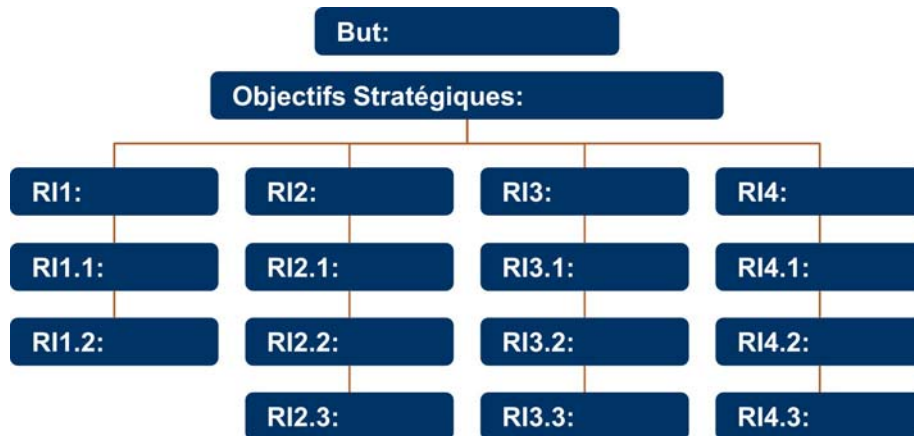 But:
Objectifs Stratégiques:
RI1:
RI2:
RI3:
RI4:
RI1.1:
RI2.1:
RI3.1:
RI4.1:
RI1.2:
RI2.2:
RI3.2:
RI4.2:
RI2.3:
RI3.3:
RI4.3: